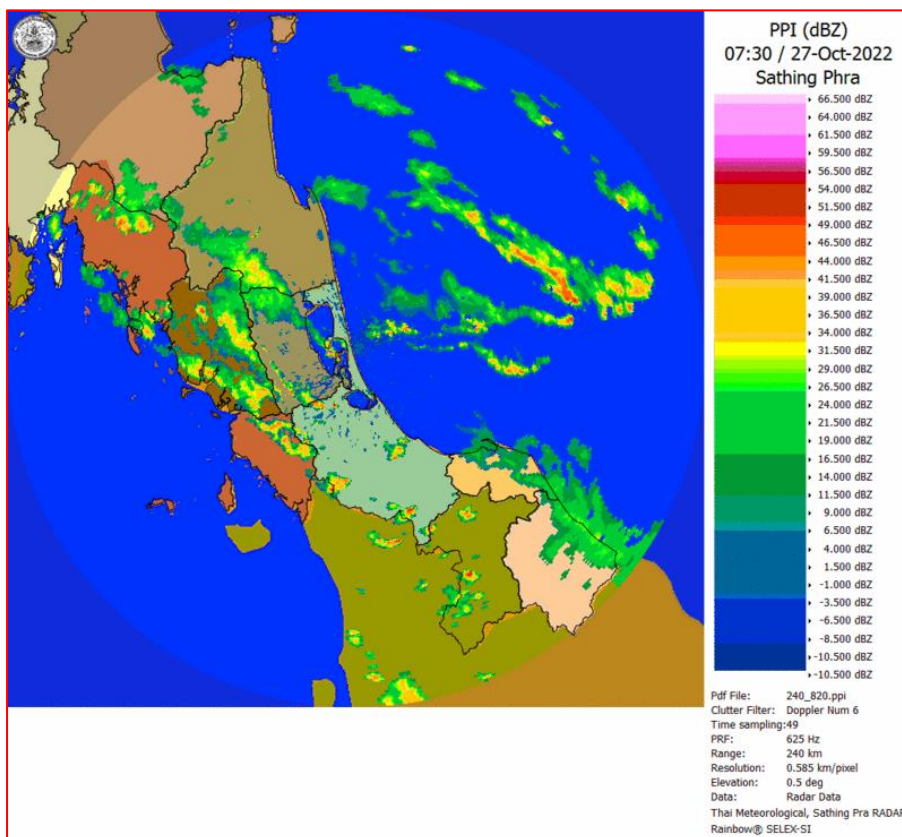 PPI (dBZ)
07:30 / 27-Oct-2022
Sathing Phra
66.500 dBZ
64.000 dBZ
61.500 dBZ
59.500 dBZ
56.500 dBZ
54.000 dBZ
51.500 dBZ
49.000 dBZ
46.500 dBZ
44.000 dBZ
41.500 dBZ
39.000 dBZ
36.500 dBZ
34.000 dBZ
31.500 dBZ
29.000 dBZ
26.500 dBZ
24.000 dBZ
19.000 dBZ
16.500 dBZ
14.000 dBZ
11.500 dBZ
9.000 dBZ
6.500 dBZ
4.000 dBZ
1.500 dBZ
-1.000 dBZ
-3.500 dBZ
-6.500 dBZ
-8.500 dBZ
-10.500 dBZ
-10.500 dBZ
Pdf File: 240_820.ppi
Clutter Filter: Doppler Num 6
Time sampling:49
PRF: 625 Hz
Range: 240 km
Resolution: 0.585 km/pixel
Elevation: 0.5 deg
Data: Radar Data
Thai Meteorological, Sathing Pra RADAR
Rainbow® SELEX-SI